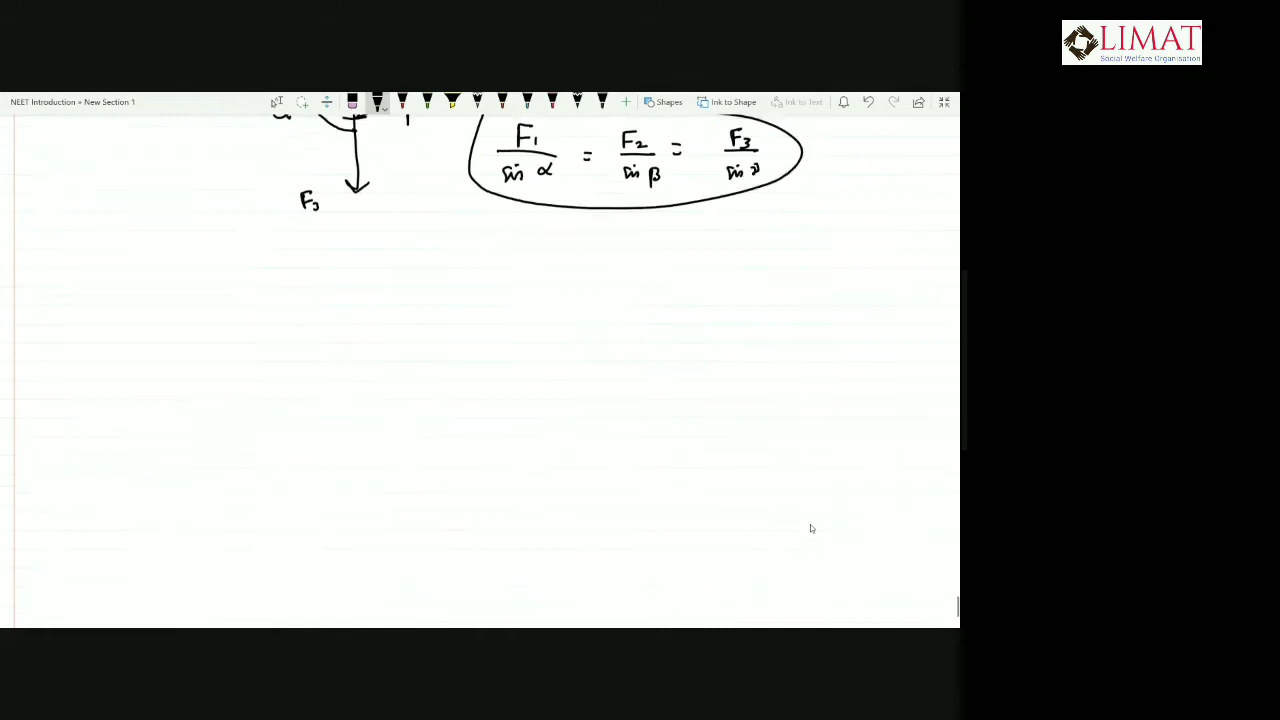 LIMAT
Social Welfare Organisation
NEET Introduction » New Section 1
Shapes Ink to Shape Ink to Text
F₁/sin α = F₂/sin β = F₃/sin γ
F₃